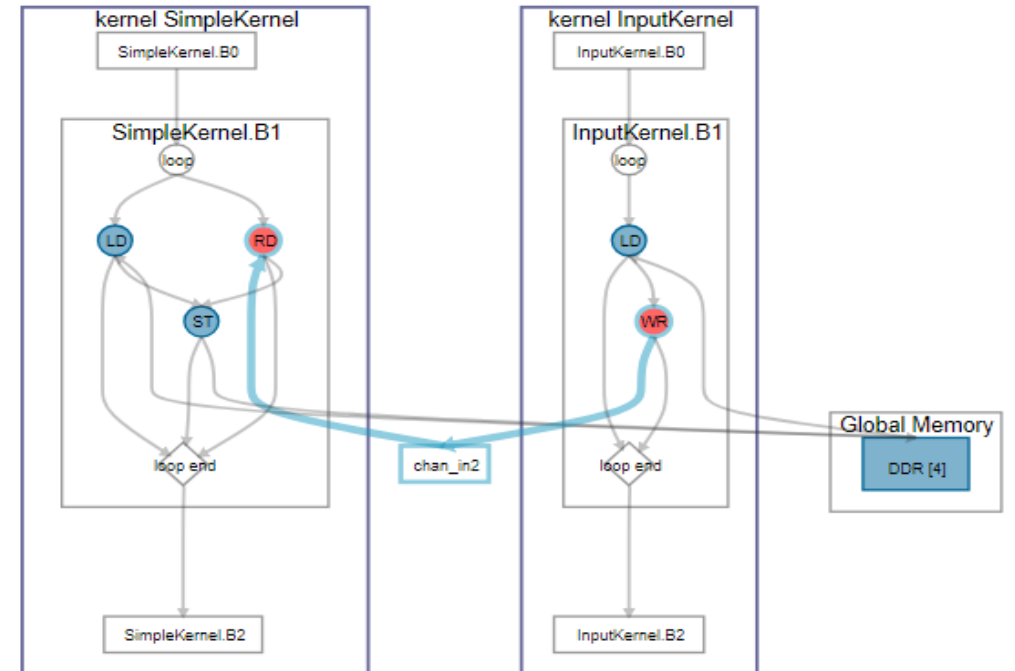 kernel SimpleKernel
SimpleKernel.B0
SimpleKernel.B1
loop
LD
RD
ST
loop end
SimpleKernel.B2
chan_in2
kernel InputKernel
InputKernel.B0
InputKernel.B1
loop
LD
WR
loop end
InputKernel.B2
Global Memory
DDR [4]